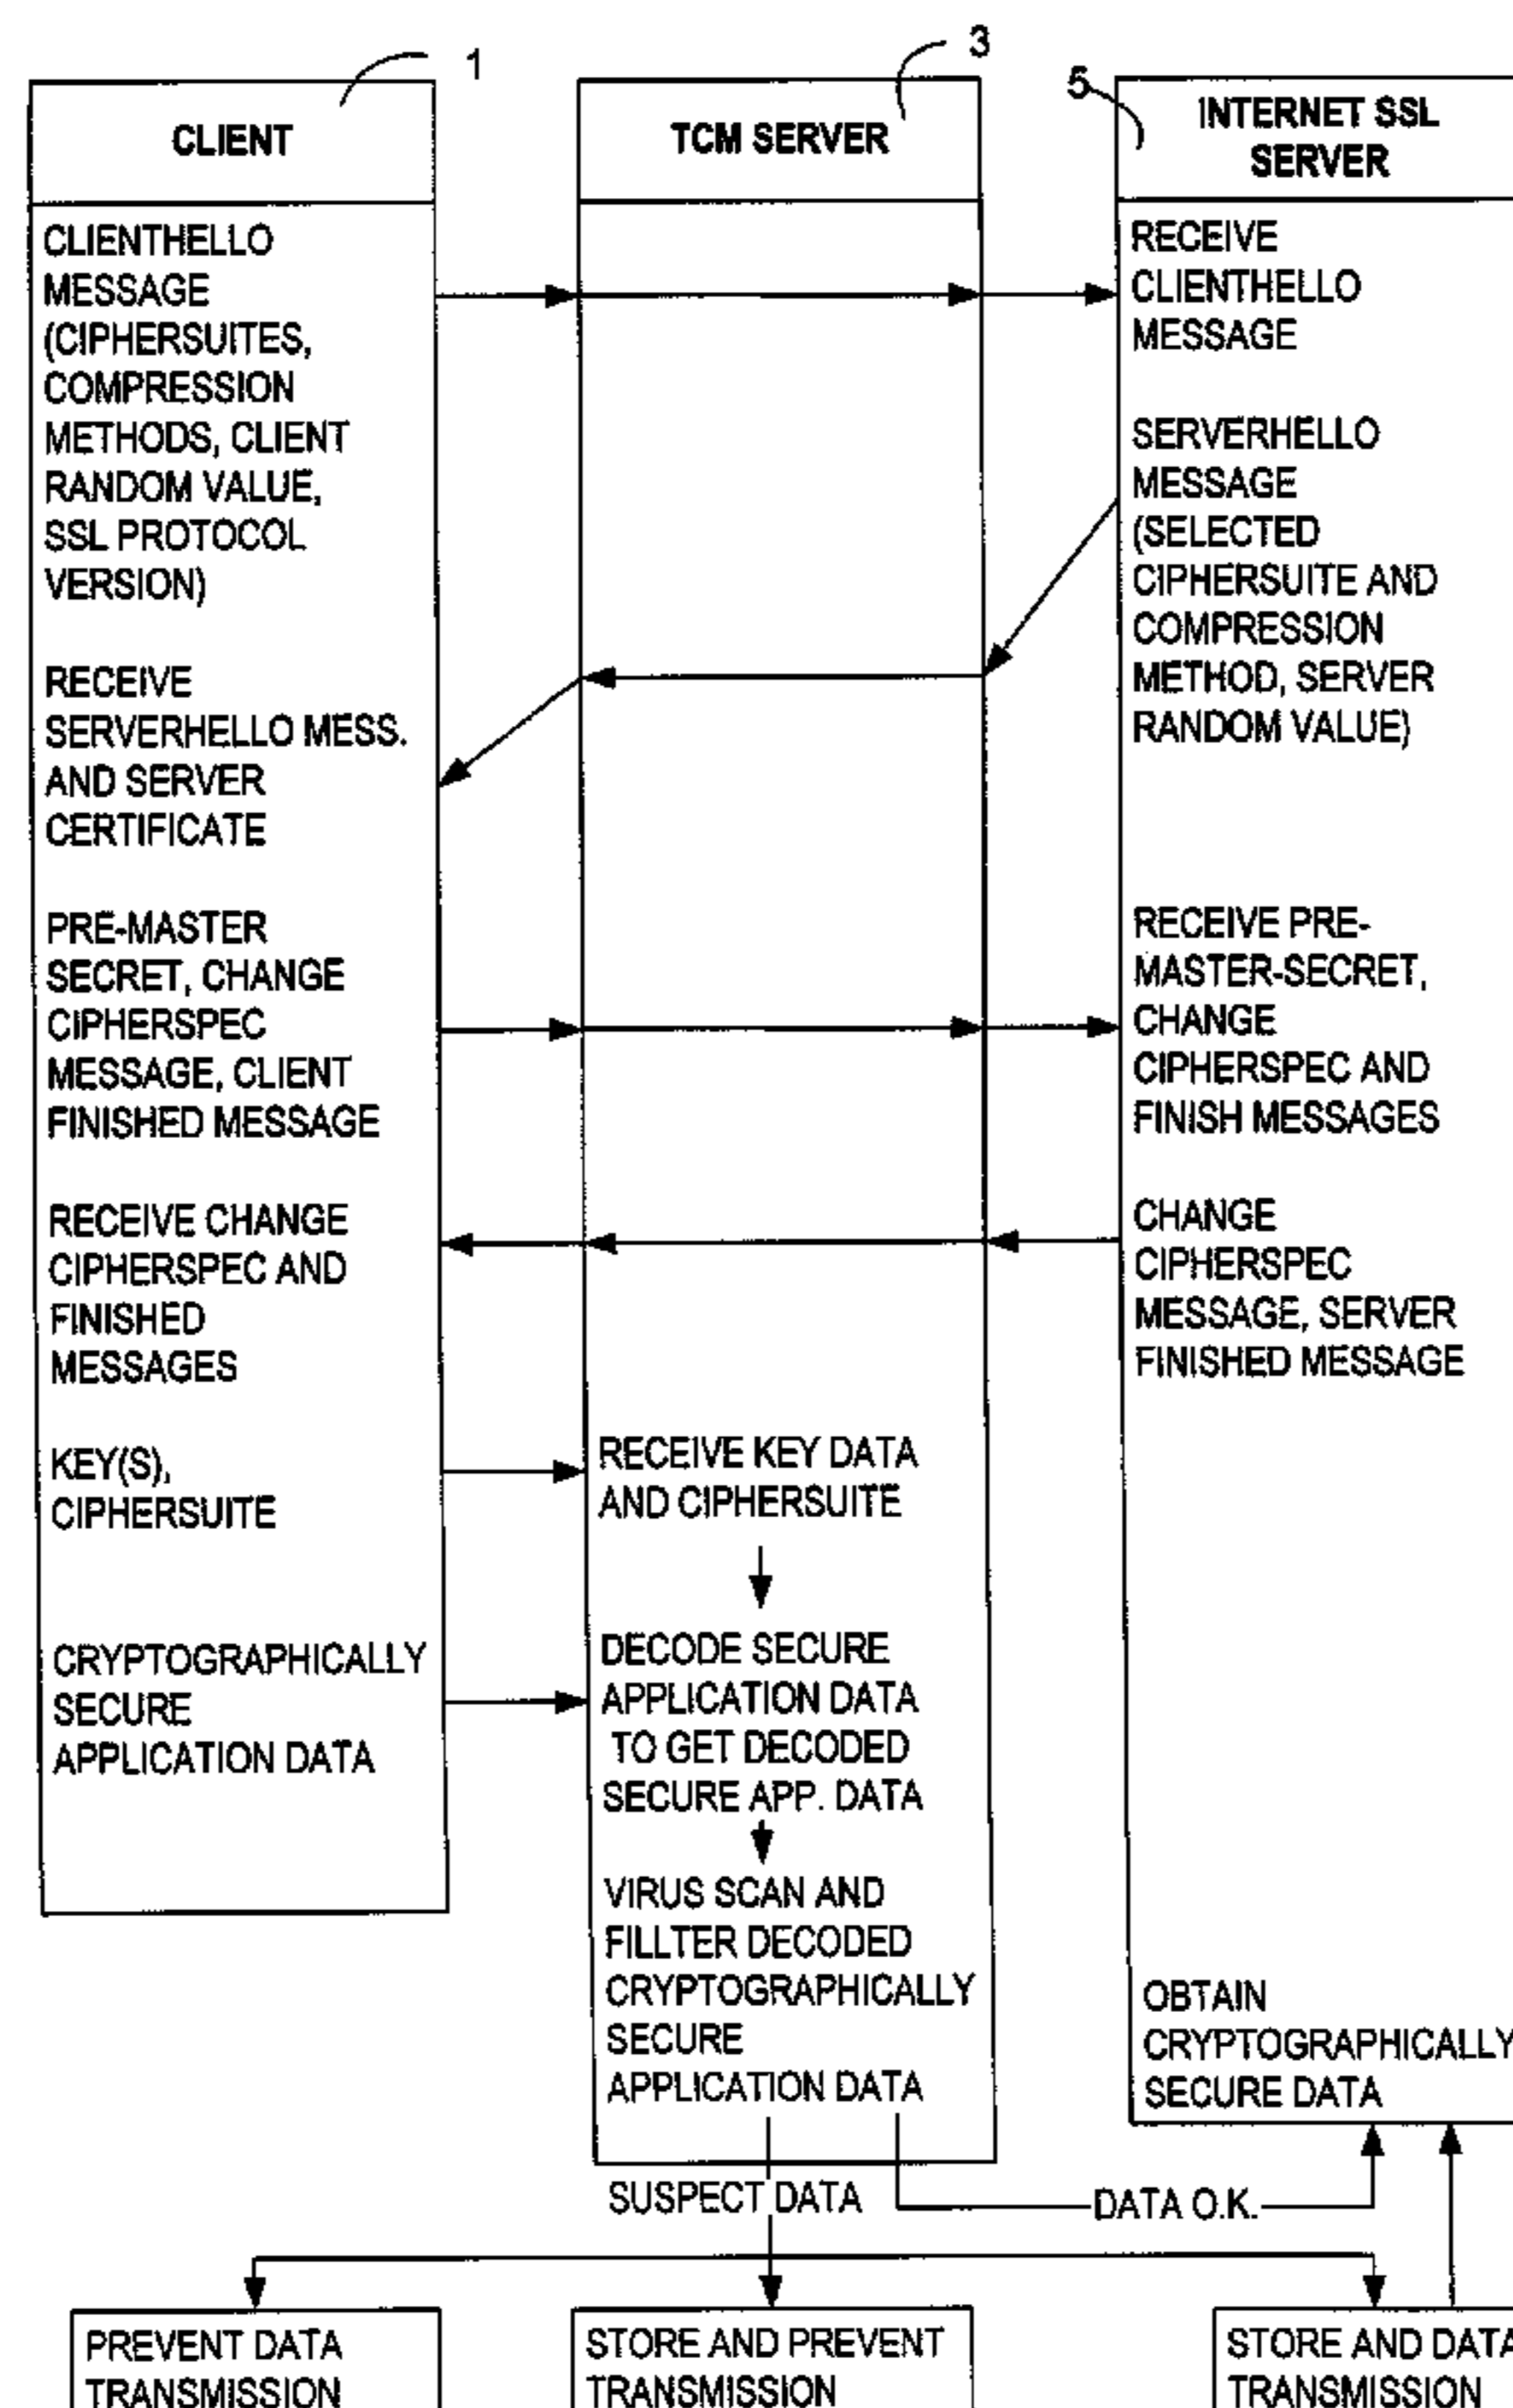 1
3
5
CLIENT
TCM SERVER
INTERNET SSL
SERVER
CLIENTHELLO
MESSAGE
(CIPHERSUITES,
COMPRESSION
METHODS, CLIENT
RANDOM VALUE,
SSL PROTOCOL
VERSION)
RECEIVE
CLIENTHELLO
MESSAGE
SERVERHELLO
MESSAGE
(SELECTED
CIPHERSUITE AND
COMPRESSION
METHOD, SERVER
RANDOM VALUE)
RECEIVE
SERVERHELLO MESS.
AND SERVER
CERTIFICATE
PRE-MASTER
SECRET, CHANGE
CIPHERSPEC
MESSAGE, CLIENT
FINISHED MESSAGE
RECEIVE PRE-
MASTER-SECRET,
CHANGE
CIPHERSPEC AND
FINISH MESSAGES
CHANGE
CIPHERSPEC
MESSAGE, SERVER
FINISHED MESSAGE
RECEIVE CHANGE
CIPHERSPEC AND
FINISHED
MESSAGES
KEY(S),
CIPHERSUITE
RECEIVE KEY DATA
AND CIPHERSUITE
CRYPTOGRAPHICALLY
SECURE
APPLICATION DATA
DECODE SECURE
APPLICATION DATA
TO GET DECODED
SECURE APP. DATA
VIRUS SCAN AND
FILLTER DECODED
CRYPTOGRAPHICALLY
SECURE
APPLICATION DATA
OBTAIN
CRYPTOGRAPHICALLY
SECURE DATA
SUSPECT DATA
DATA O.K.
PREVENT DATA
TRANSMISSION
STORE AND PREVENT
TRANSMISSION
STORE AND DATA
TRANSMISSION